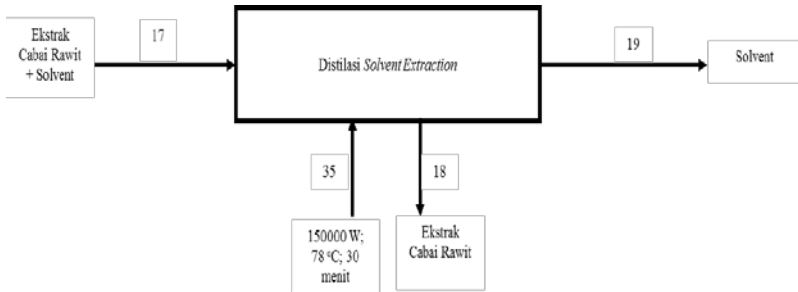 Ekstrak
Cabai Rawit
+ Solvent
17
Distilasi Solvent Extraction
19
Solvent
35
18
150000 W;
78 °C; 30
menit
Ekstrak
Cabai Rawit